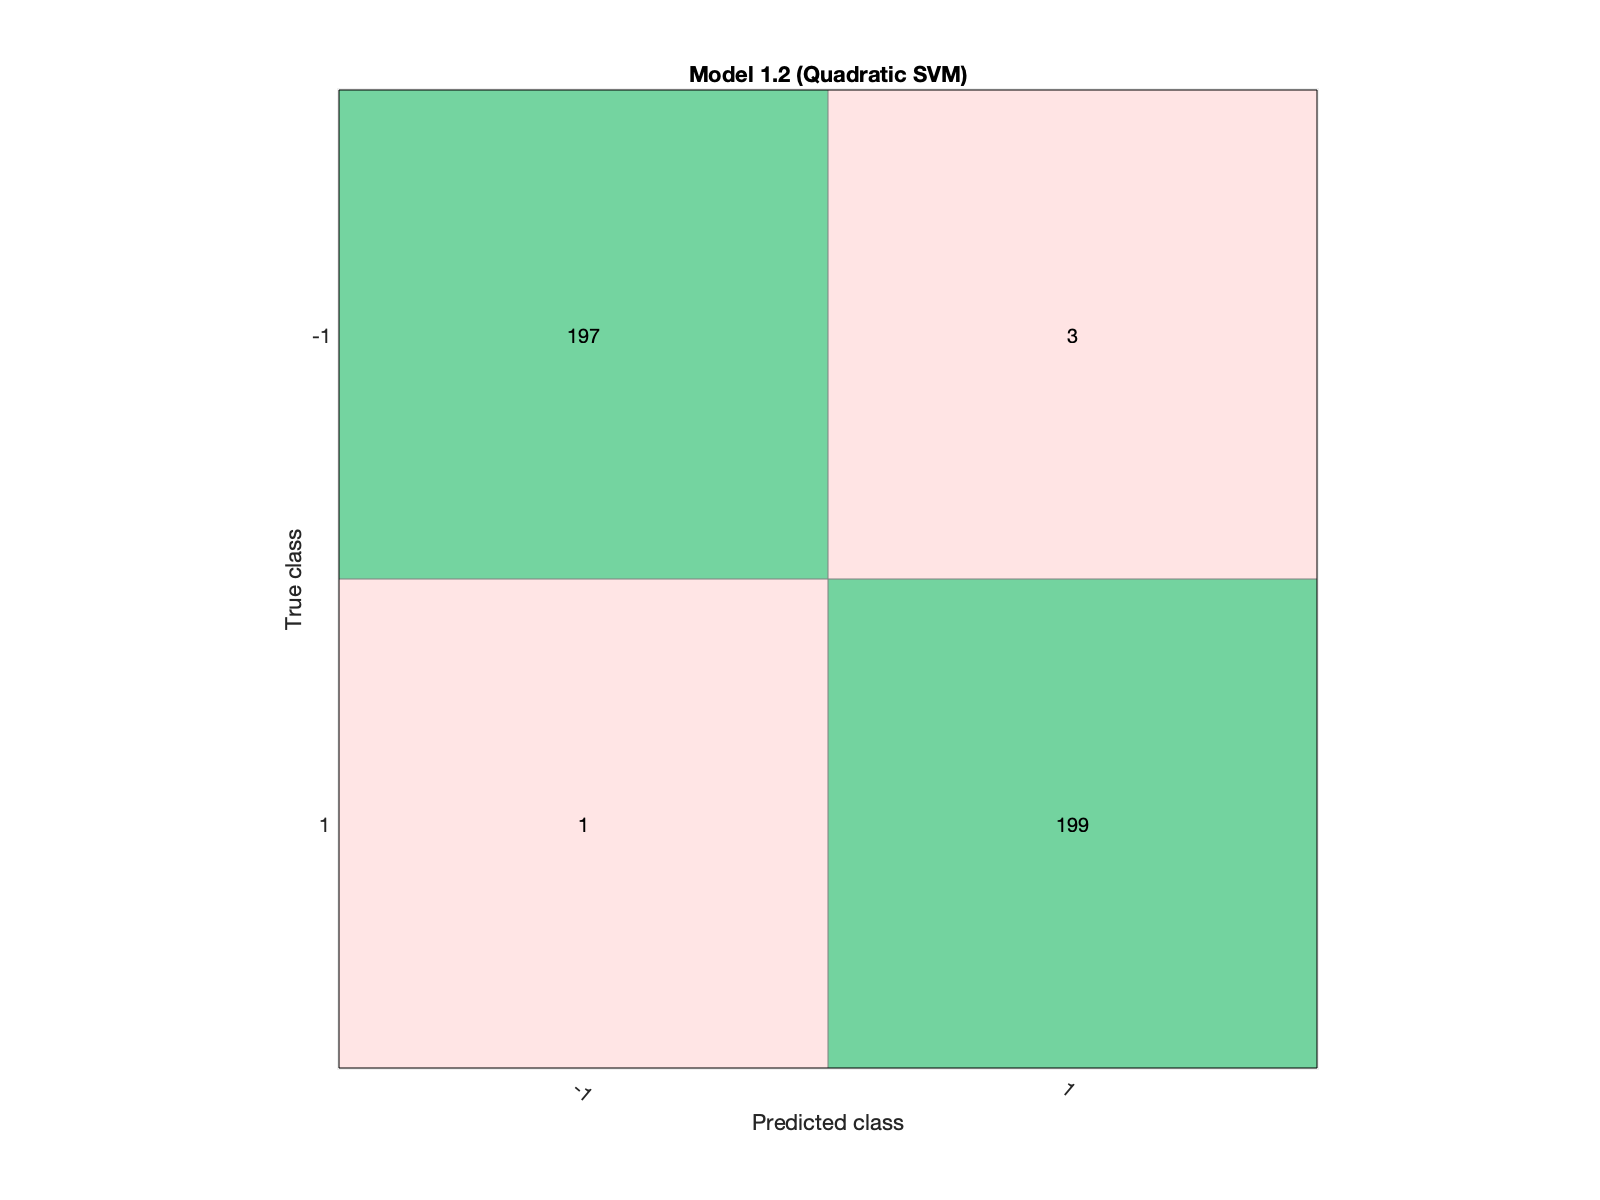 Model 1.2 (Quadratic SVM)
-1
197
3
True class
1
1
199
-1
1
Predicted class